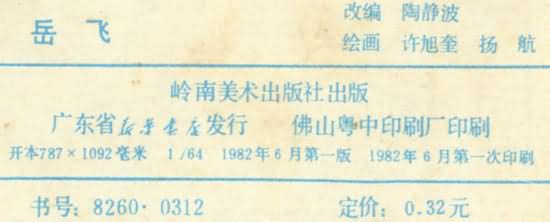 岳飞
改编 陶静波
绘画 许旭奎 扬航
岭南美术出版社出版
广东省新华书店发行 佛山粤中印刷厂印刷
开本787×1092毫米 1/64 1982年6月第一版 1982年6月第一次印刷
书号：8260·0312 定价：0.32元